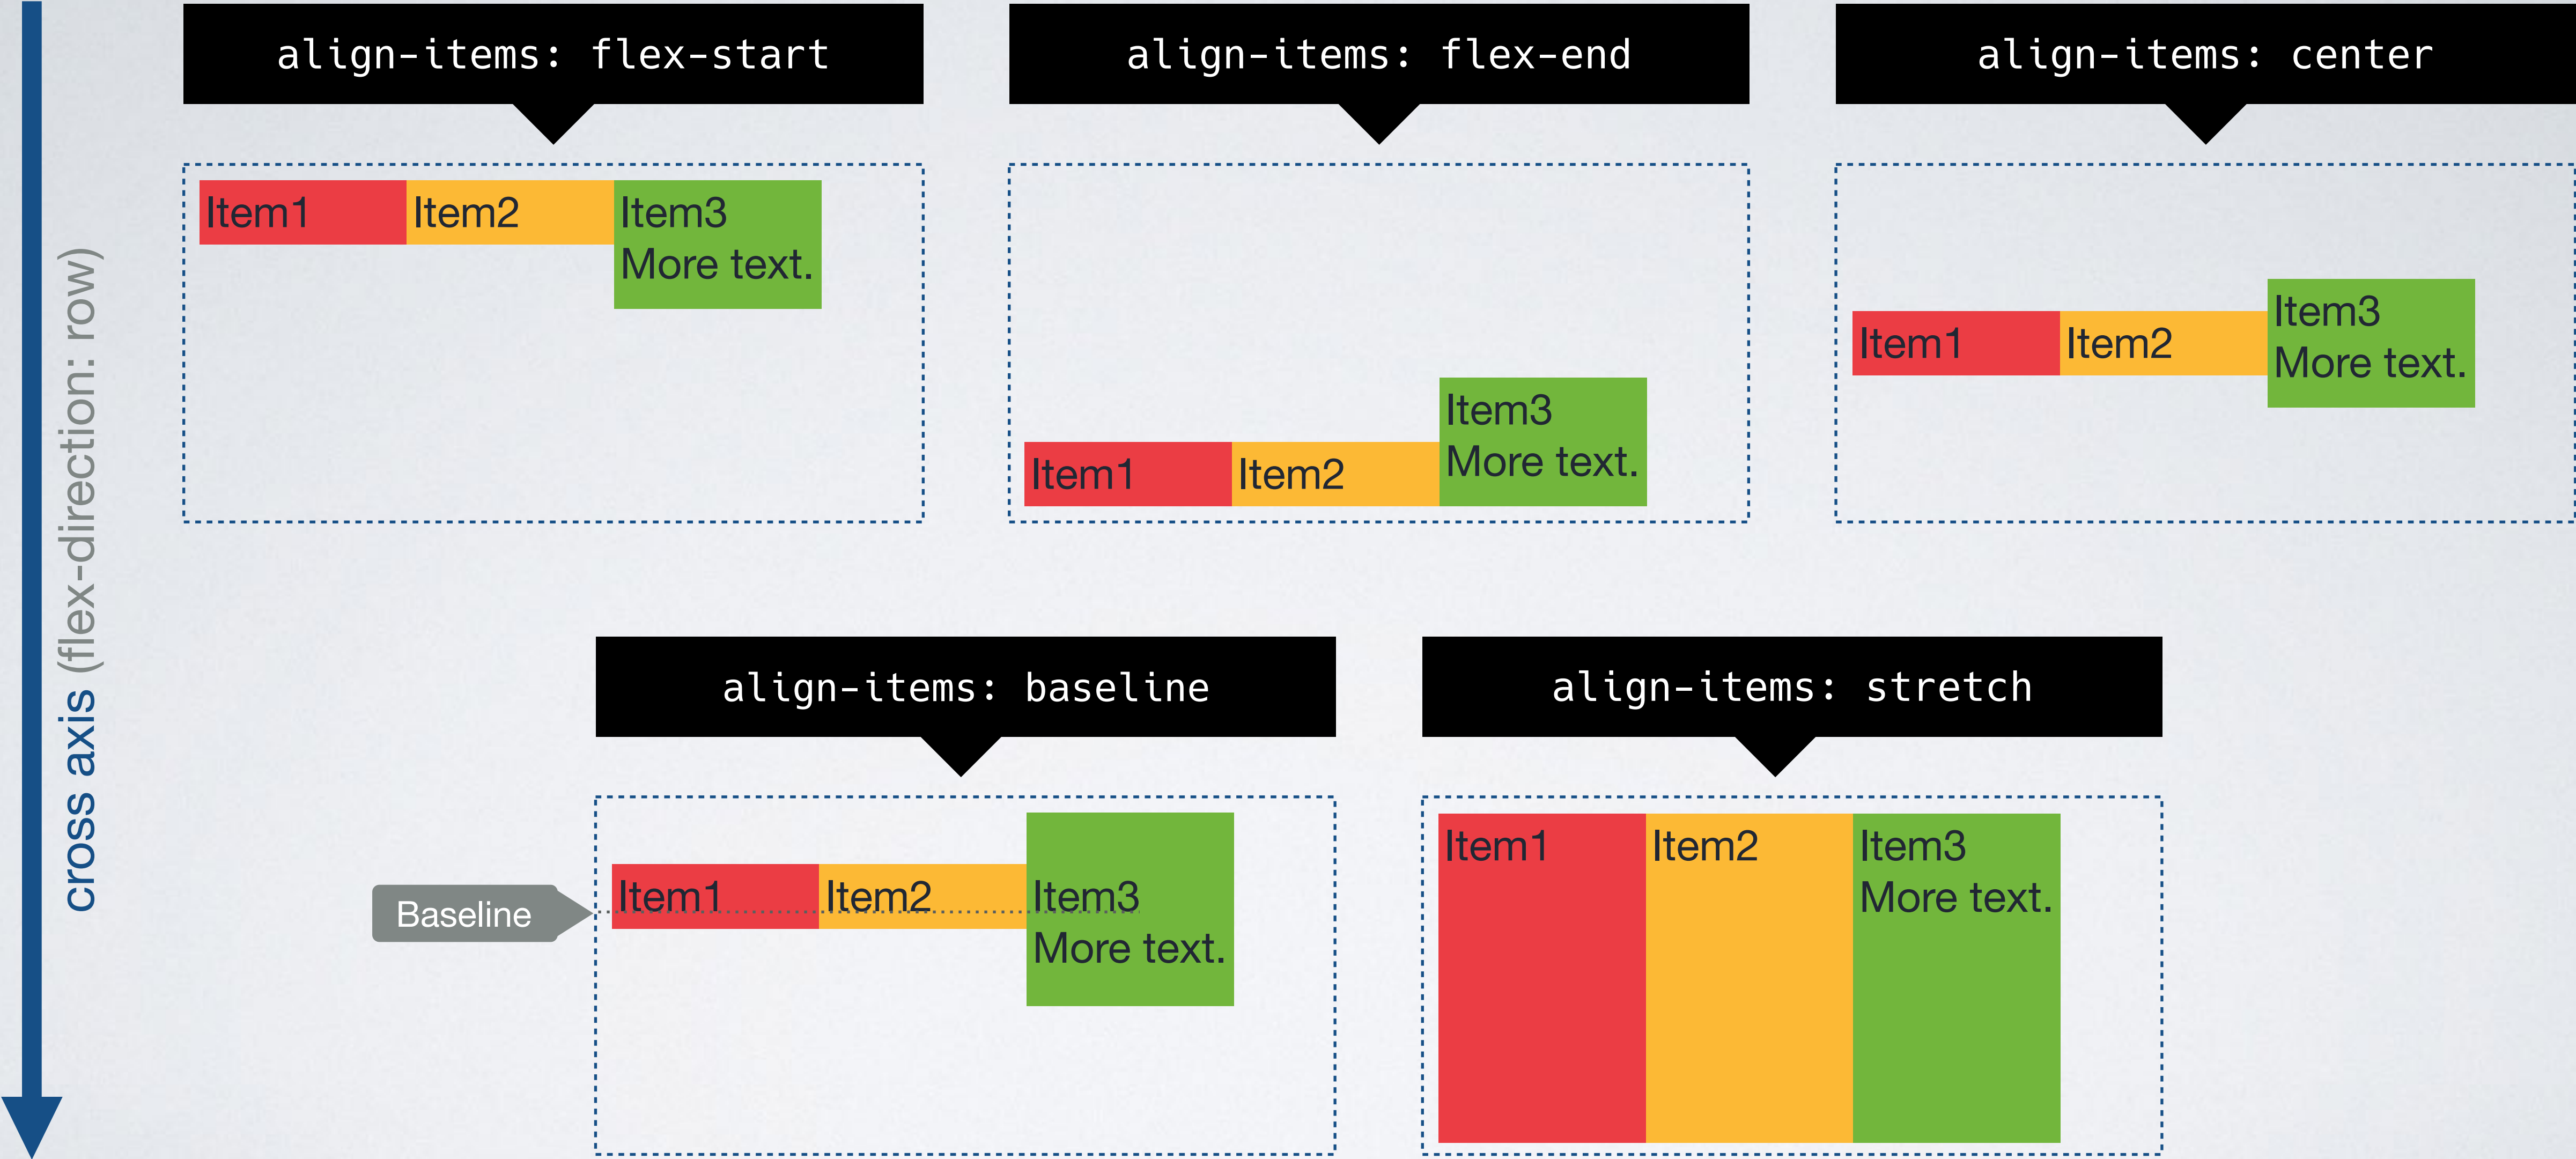 cross axis (flex-direction: row)
align-items: flex-start
Item1
Item2
Item3
More text.
align-items: flex-end
Item1
Item2
Item3
More text.
align-items: center
Item1
Item2
Item3
More text.
align-items: baseline
Baseline
Item1
Item2
Item3
More text.
align-items: stretch
Item1
Item2
Item3
More text.